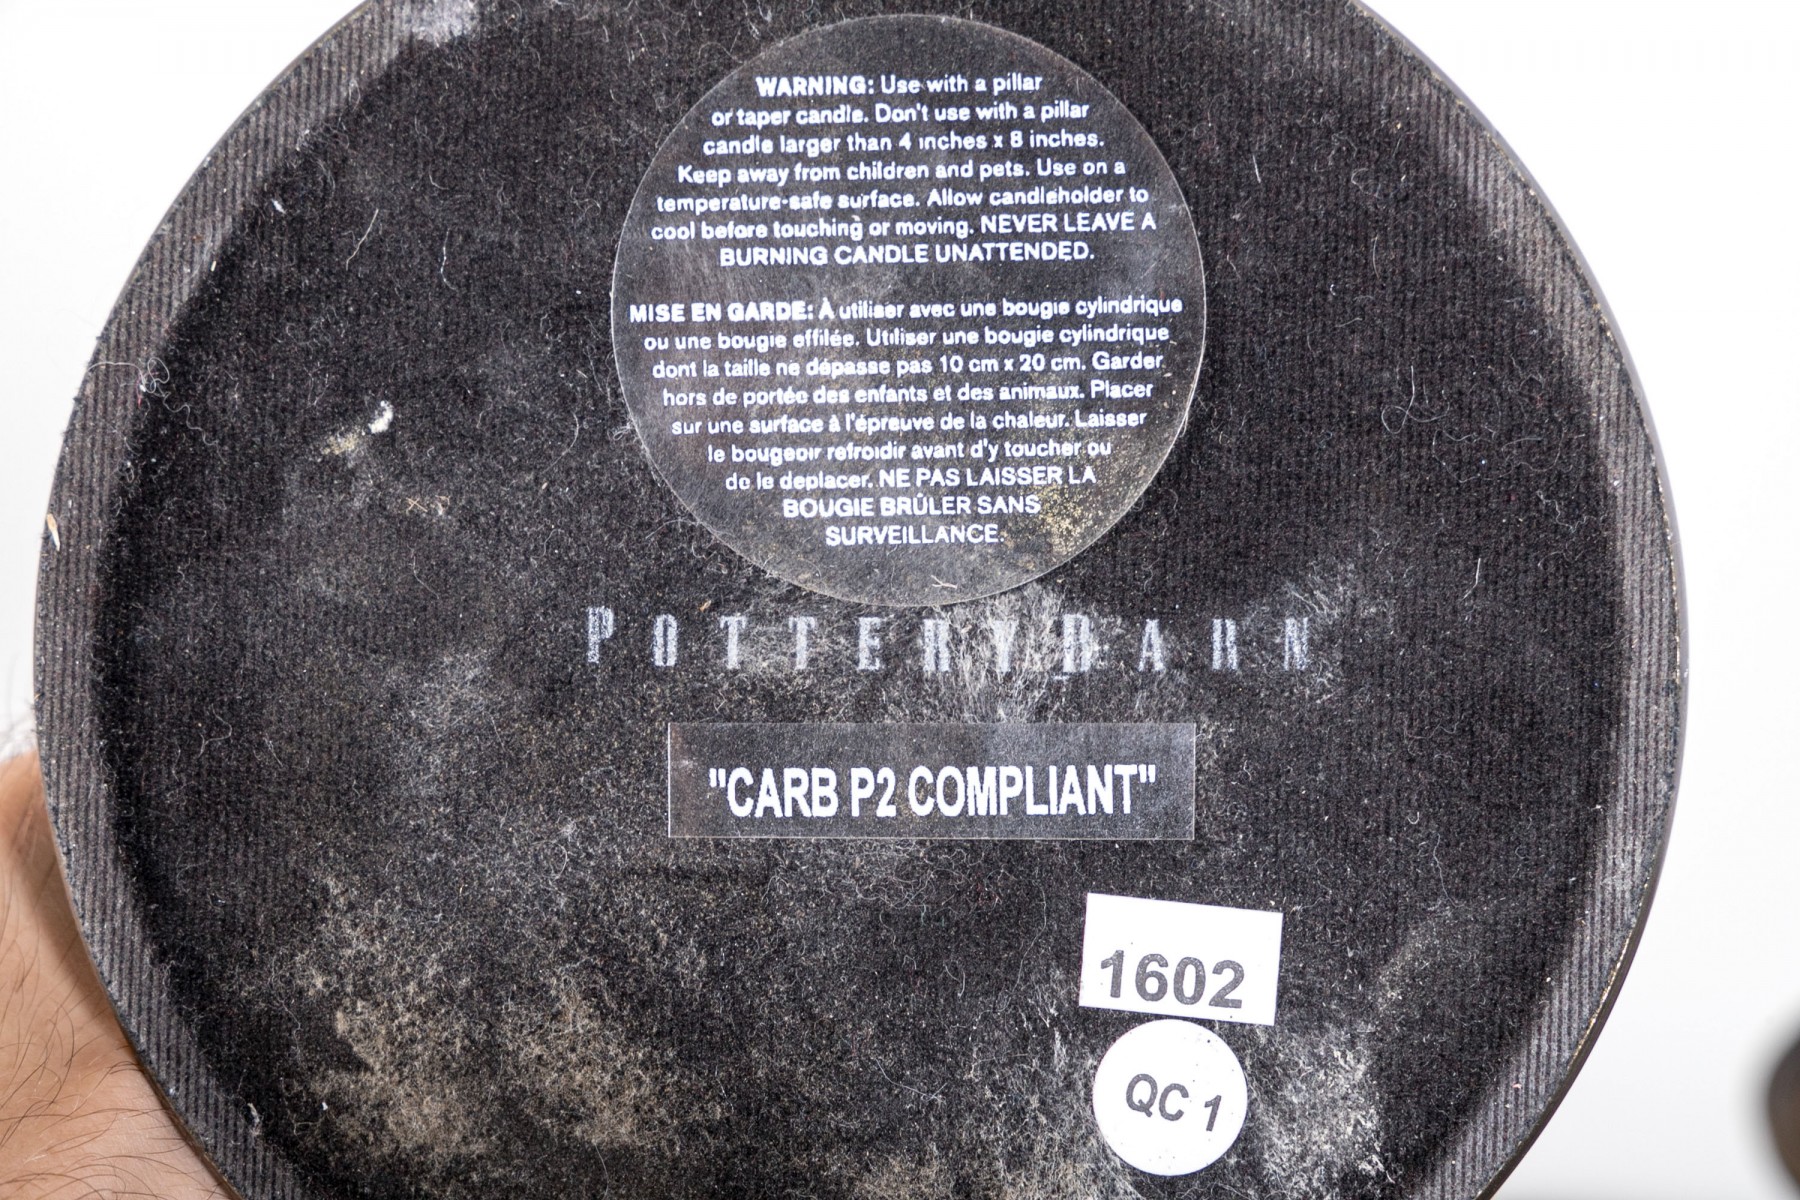 WARNING: Use with a pillar
or taper candle. Don't use with a pillar
candle larger than 4 inches x 8 inches.
Keep away from children and pets. Use on a
temperature-safe surface. Allow candleholder to
cool before touching or moving. NEVER LEAVE A
BURNING CANDLE UNATTENDED.
MISE EN GARDE: À utiliser avec une bougie cylindrique
ou une bougie effilée. Utiliser une bougie cylindrique
dont la taille ne dépasse pas 10 cm x 20 cm. Garder
hors de portée des enfants et des animaux. Placer
sur une surface à l'épreuve de la chaleur. Laisser
le bougeoir refroidir avant d'y toucher ou
de le deplacer. NE PAS LAISSER LA
BOUGIE BRÛLER SANS
SURVEILLANCE.
POTTERY BARN
"CARB P2 COMPLIANT"
1602
QC 1